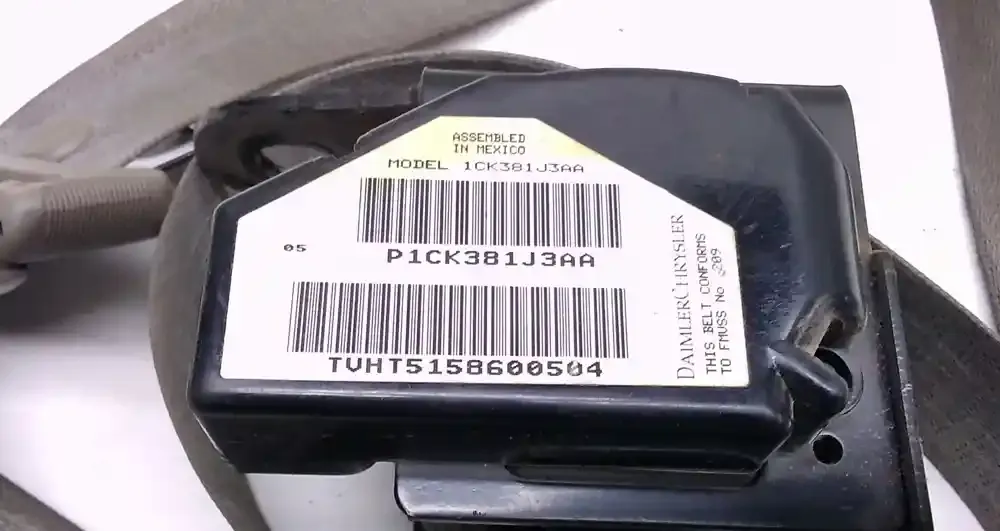 ASSEMBLED
IN MEXICO
MODEL 1CK381J3AA
05
P1CK381J3AA
TVHT5158600504
DAIMLERCHRYSLER
THIS BELT CONFORMS
TO FMVSS No 209